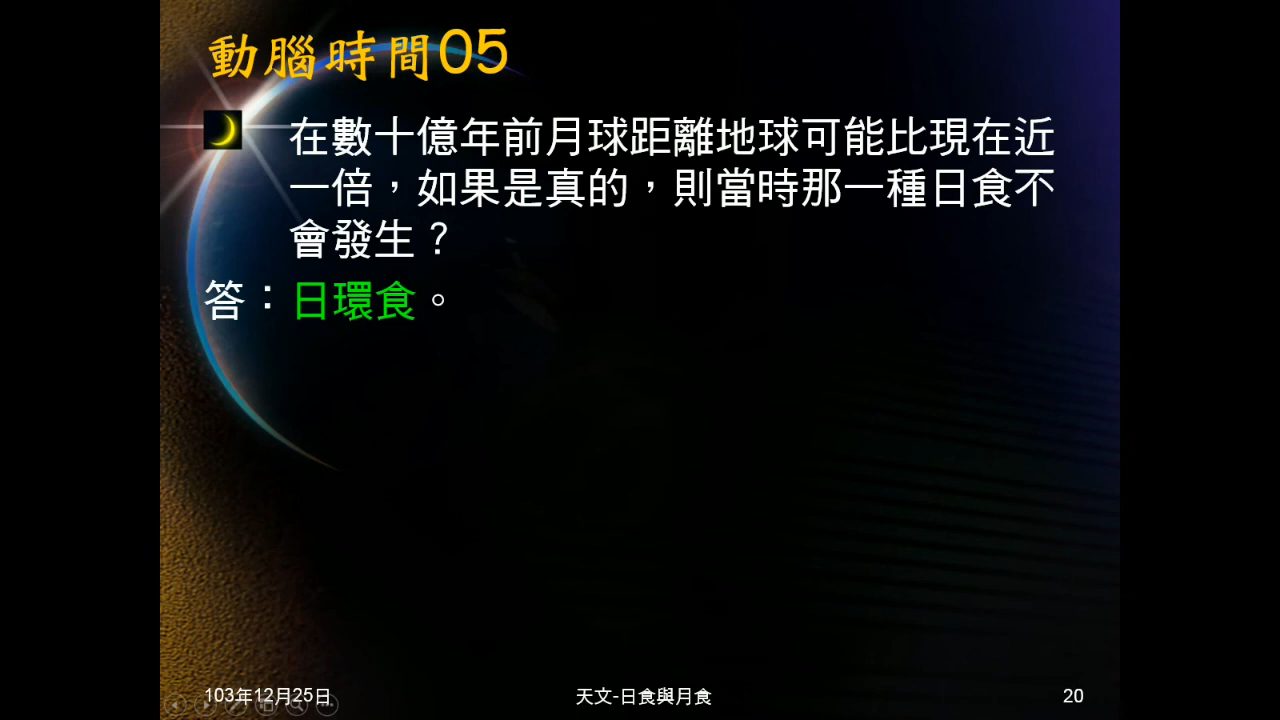 動腦時間05
在數十億年前月球距離地球可能比現在近
一倍，如果是真的，則當時那一種日食不
會發生？
答：日環食。
103年12月25日
天文-日食與月食
20